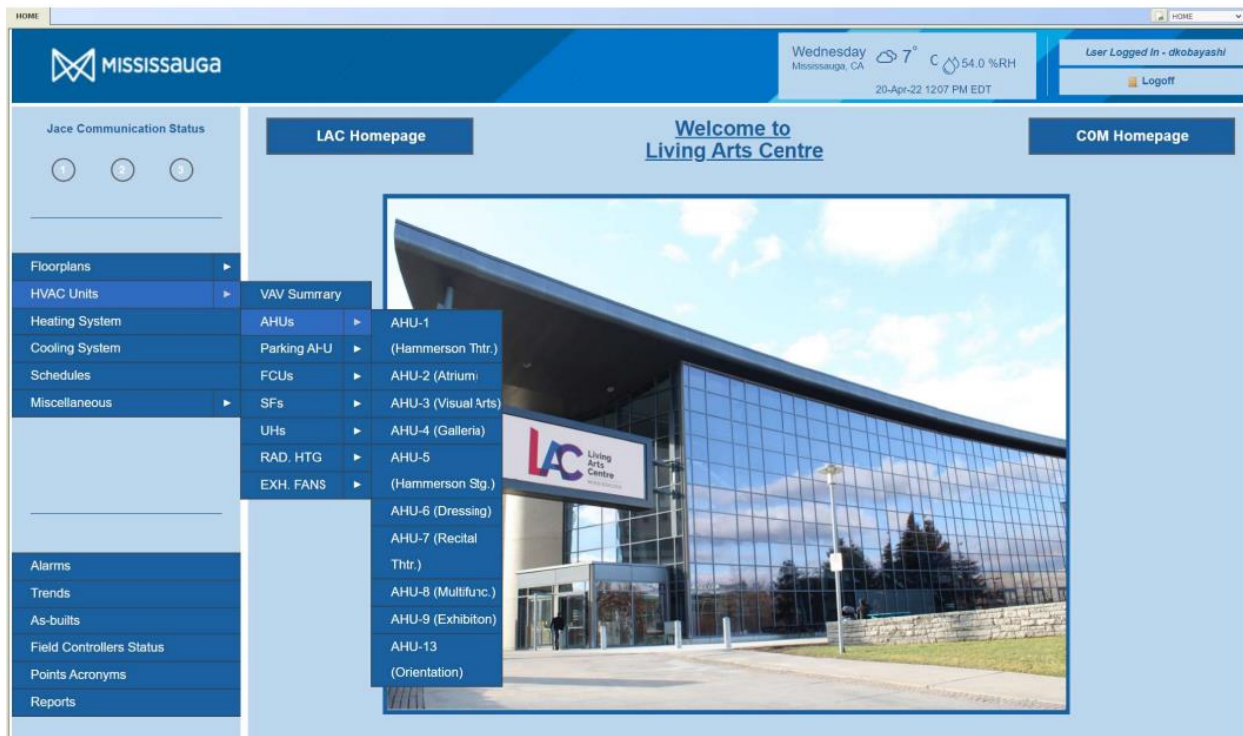 HOME
HOME
MISSISSAUGA
Wednesday
Mississauga, CA
7° C 54.0 %RH
20-Apr-22 12:07 PM EDT
User Logged In - dkobayashi
Logoff
Jace Communication Status
1 2 3
LAC Homepage
Welcome to
Living Arts Centre
COM Homepage
Floorplans
HVAC Units
Heating System
Cooling System
Schedules
Miscellaneous
VAV Summary
AHUs
Parking AHU
FCUs
SFs
UHs
RAD. HTG
EXH. FANS
AHU-1
(Hammerson Thtr.)
AHU-2 (Atrium)
AHU-3 (Visual Arts)
AHU-4 (Galleria)
AHU-5
(Hammerson Stg.)
AHU-6 (Dressing)
AHU-7 (Recital
Thtr.)
AHU-8 (Multifunc.)
AHU-9 (Exhibition)
AHU-13
(Orientation)
LAC
Living
Arts
Centre
MISSISSAUGA
Alarms
Trends
As-builts
Field Controllers Status
Points Acronyms
Reports